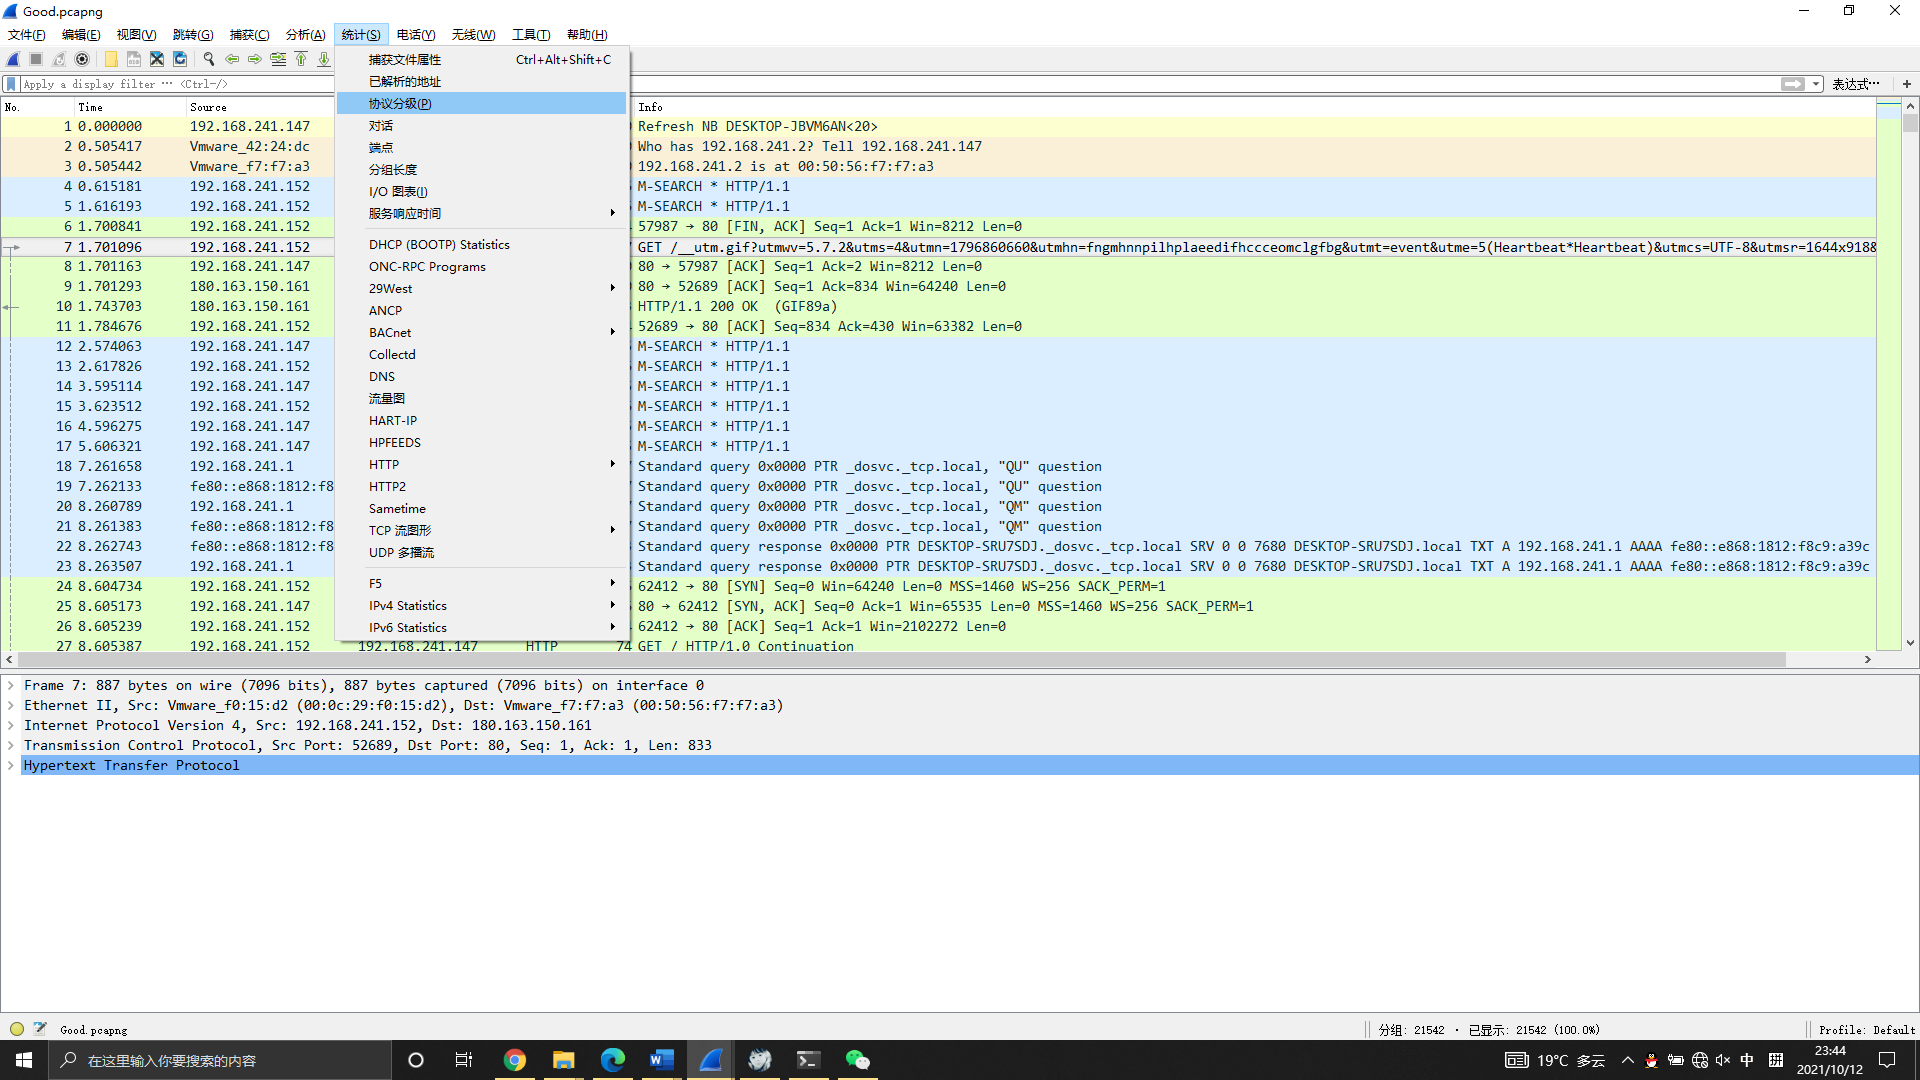 Good.pcapng
文件(F) 编辑(E) 视图(V) 跳转(G) 捕获(C) 分析(A) 统计(S) 电话(Y) 无线(W) 工具(T) 帮助(H)
Apply a display filter ··· <Ctrl-/> 表达式… +
No. Time Source Info
1 0.000000 192.168.241.147 Refresh NB DESKTOP-JBVM6AN<20>
2 0.505417 Vmware_42:24:dc Who has 192.168.241.2? Tell 192.168.241.147
3 0.505442 Vmware_f7:f7:a3 192.168.241.2 is at 00:50:56:f7:f7:a3
4 0.615181 192.168.241.152 M-SEARCH * HTTP/1.1
5 1.616193 192.168.241.152 M-SEARCH * HTTP/1.1
6 1.700841 192.168.241.152 57987 → 80 [FIN, ACK] Seq=1 Ack=1 Win=8212 Len=0
7 1.701096 192.168.241.152 GET /__utm.gif?utmwv=5.7.2&utms=4&utmn=1796860660&utmhn=fngmhnnpilhplaeedifhccceomclgfbg&utmt=event&utme=5(Heartbeat*Heartbeat)&utmcs=UTF-8&utmsr=1644x918&
8 1.701163 192.168.241.147 80 → 57987 [ACK] Seq=1 Ack=2 Win=8212 Len=0
9 1.701293 180.163.150.161 80 → 52689 [ACK] Seq=1 Ack=834 Win=64240 Len=0
10 1.743703 180.163.150.161 HTTP/1.1 200 OK (GIF89a)
11 1.784676 192.168.241.152 52689 → 80 [ACK] Seq=834 Ack=430 Win=63382 Len=0
12 2.574063 192.168.241.147 M-SEARCH * HTTP/1.1
13 2.617826 192.168.241.152 M-SEARCH * HTTP/1.1
14 3.595114 192.168.241.147 M-SEARCH * HTTP/1.1
15 3.623512 192.168.241.152 M-SEARCH * HTTP/1.1
16 4.596275 192.168.241.147 M-SEARCH * HTTP/1.1
17 5.606321 192.168.241.147 M-SEARCH * HTTP/1.1
18 7.261658 192.168.241.1 Standard query 0x0000 PTR _dosvc._tcp.local, "QU" question
19 7.262133 fe80::e868:1812:f8 Standard query 0x0000 PTR _dosvc._tcp.local, "QU" question
20 8.260789 192.168.241.1 Standard query 0x0000 PTR _dosvc._tcp.local, "QM" question
21 8.261383 fe80::e868:1812:f8 Standard query 0x0000 PTR _dosvc._tcp.local, "QM" question
22 8.262743 fe80::e868:1812:f8 Standard query response 0x0000 PTR DESKTOP-SRU7SDJ._dosvc._tcp.local SRV 0 0 7680 DESKTOP-SRU7SDJ.local TXT A 192.168.241.1 AAAA fe80::e868:1812:f8c9:a39c
23 8.263507 192.168.241.1 Standard query response 0x0000 PTR DESKTOP-SRU7SDJ._dosvc._tcp.local SRV 0 0 7680 DESKTOP-SRU7SDJ.local TXT A 192.168.241.1 AAAA fe80::e868:1812:f8c9:a39c
24 8.604734 192.168.241.152 62412 → 80 [SYN] Seq=0 Win=64240 Len=0 MSS=1460 WS=256 SACK_PERM=1
25 8.605173 192.168.241.147 80 → 62412 [SYN, ACK] Seq=0 Ack=1 Win=65535 Len=0 MSS=1460 WS=256 SACK_PERM=1
26 8.605239 192.168.241.152 62412 → 80 [ACK] Seq=1 Ack=1 Win=2102272 Len=0
27 8.605387 192.168.241.152 192.168.241.147 HTTP 74 GET / HTTP/1.0 Continuation
捕获文件属性 Ctrl+Alt+Shift+C
已解析的地址
协议分级(P)
对话
端点
分组长度
I/O 图表(I)
服务响应时间
DHCP (BOOTP) Statistics
ONC-RPC Programs
29West
ANCP
BACnet
Collectd
DNS
流量图
HART-IP
HPFEEDS
HTTP
HTTP2
Sametime
TCP 流图形
UDP 多播流
F5
IPv4 Statistics
IPv6 Statistics
Frame 7: 887 bytes on wire (7096 bits), 887 bytes captured (7096 bits) on interface 0
Ethernet II, Src: Vmware_f0:15:d2 (00:0c:29:f0:15:d2), Dst: Vmware_f7:f7:a3 (00:50:56:f7:f7:a3)
Internet Protocol Version 4, Src: 192.168.241.152, Dst: 180.163.150.161
Transmission Control Protocol, Src Port: 52689, Dst Port: 80, Seq: 1, Ack: 1, Len: 833
Hypertext Transfer Protocol
Good.pcapng 分组: 21542 · 已显示: 21542 (100.0%) Profile: Default
在这里输入你要搜索的内容 19°C 多云 中 拼 23:44
2021/10/12